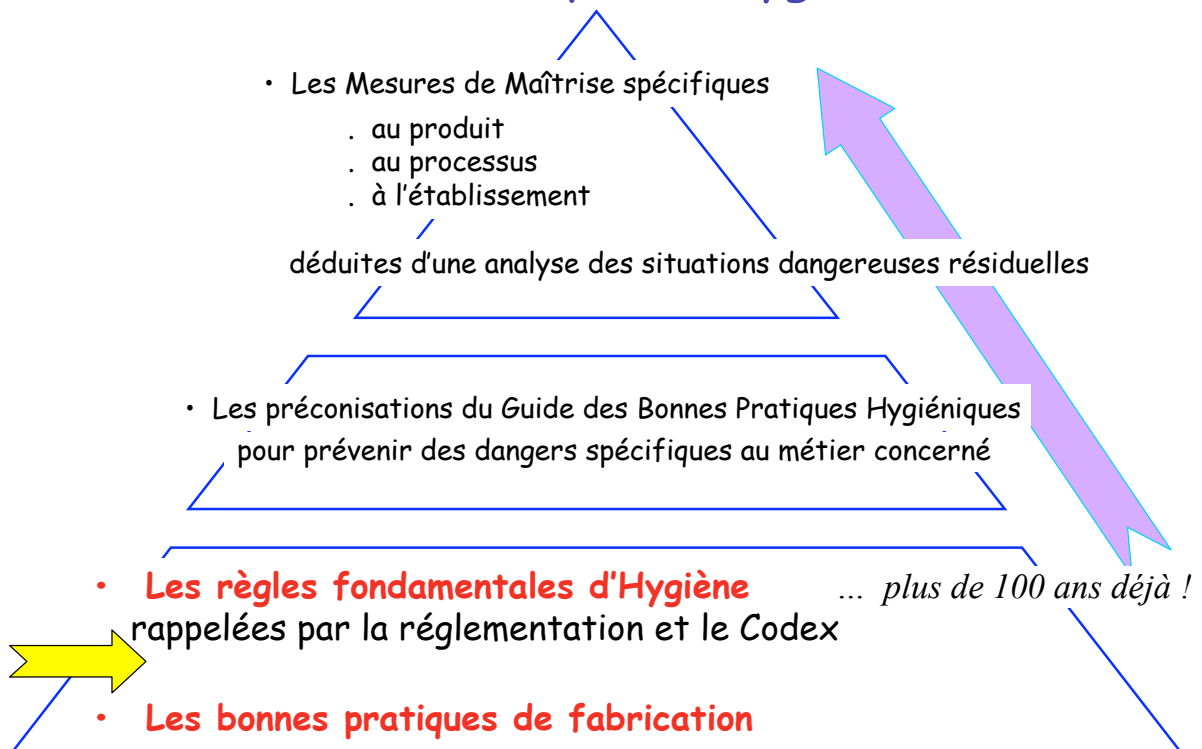 • Les Mesures de Maîtrise spécifiques
. au produit
. au processus
. à l'établissement
déduites d'une analyse des situations dangereuses résiduelles
• Les préconisations du Guide des Bonnes Pratiques Hygiéniques
pour prévenir des dangers spécifiques au métier concerné
• Les règles fondamentales d'Hygiène ... plus de 100 ans déjà !
rappelées par la réglementation et le Codex
• Les bonnes pratiques de fabrication